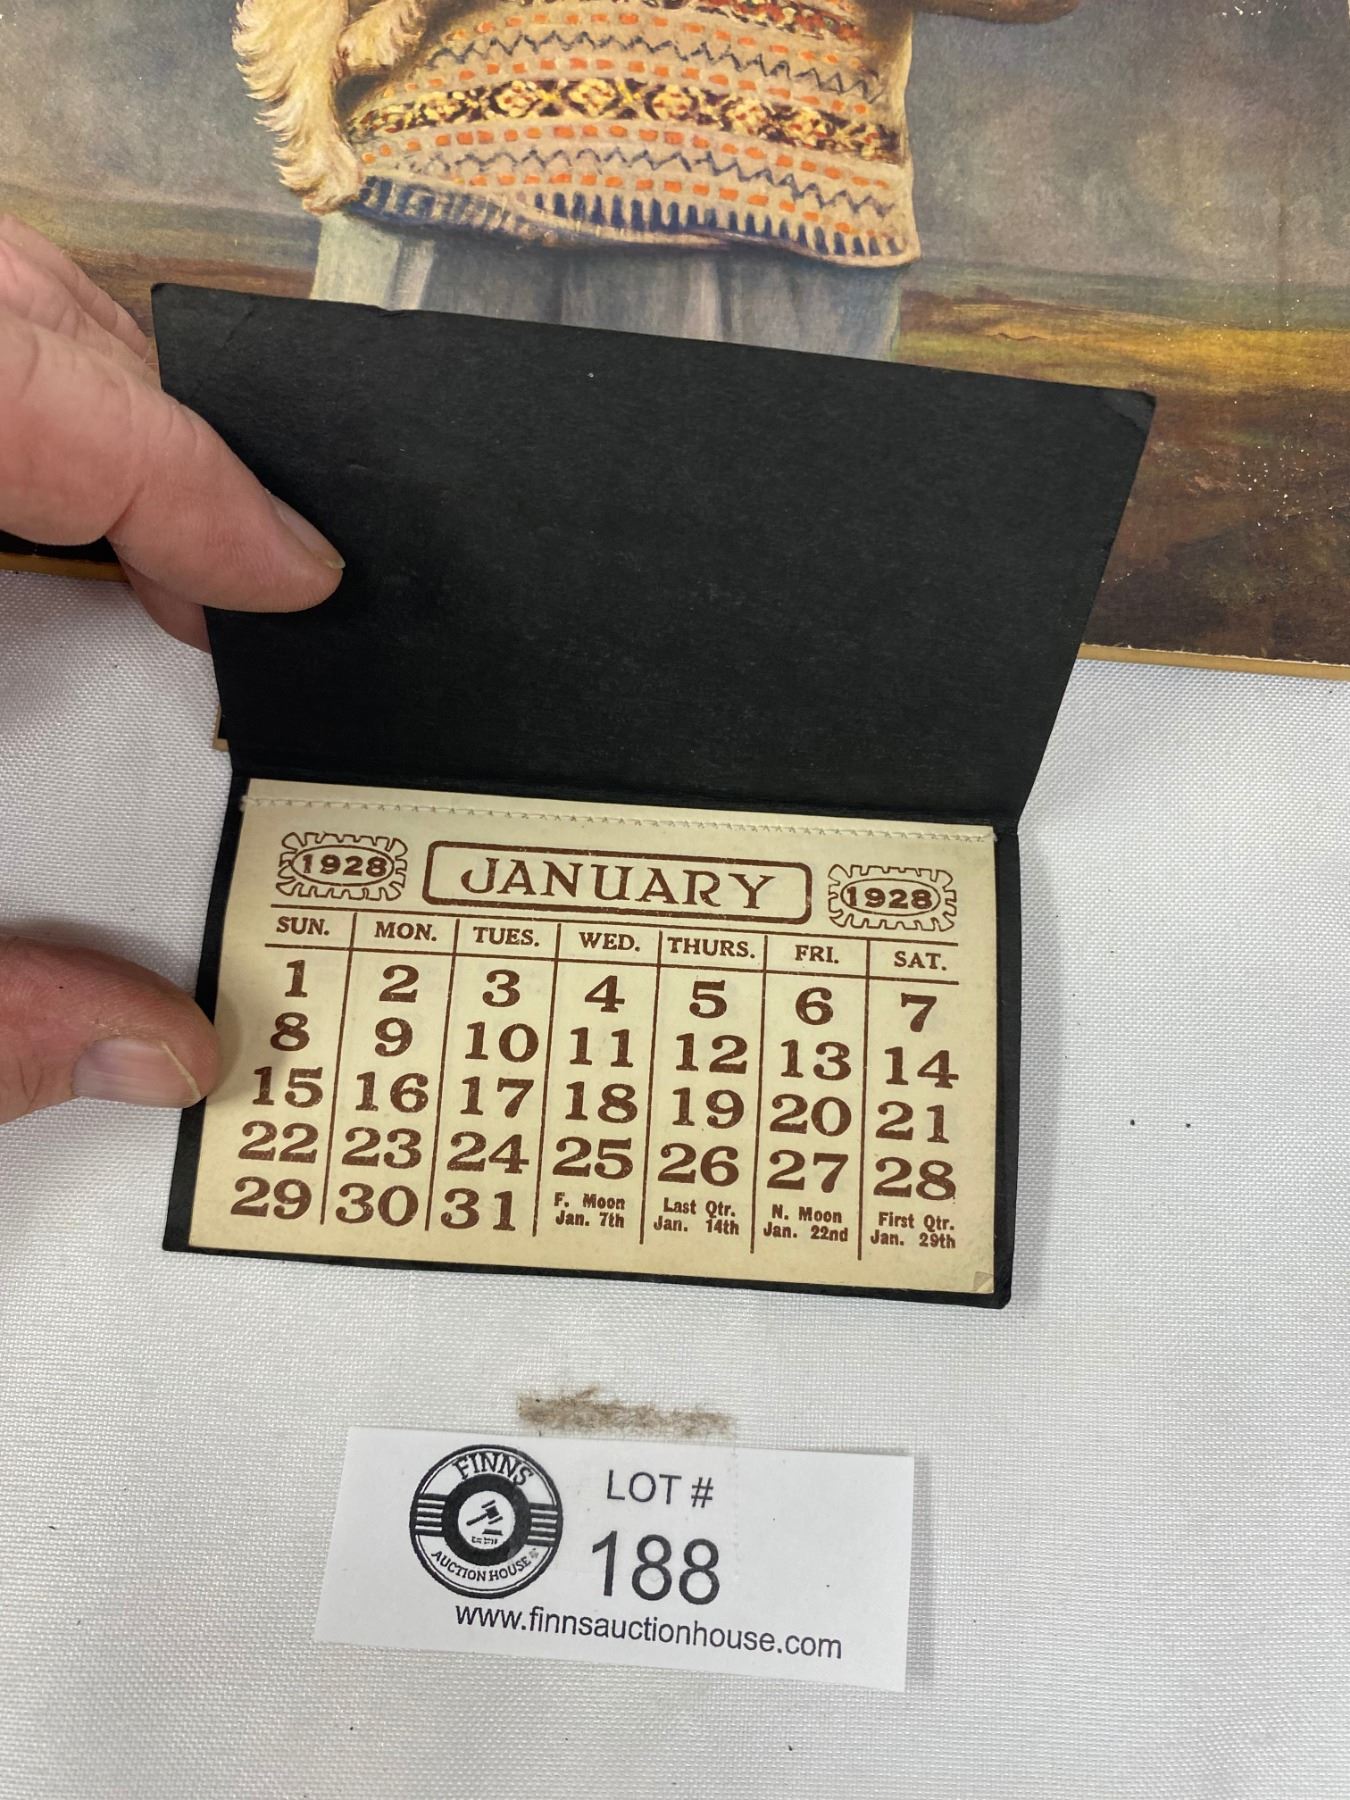 1928 JANUARY 1928
SUN. MON. TUES. WED. THURS. FRI. SAT.
1 2 3 4 5 6 7
8 9 10 11 12 13 14
15 16 17 18 19 20 21
22 23 24 25 26 27 28
29 30 31
F. Moon
Jan. 7th
Last Qtr.
Jan. 14th
N. Moon
Jan. 22nd
First Qtr.
Jan. 29th
FINNS
AUCTION HOUSE
LOT #
188
www.finnsauctionhouse.com